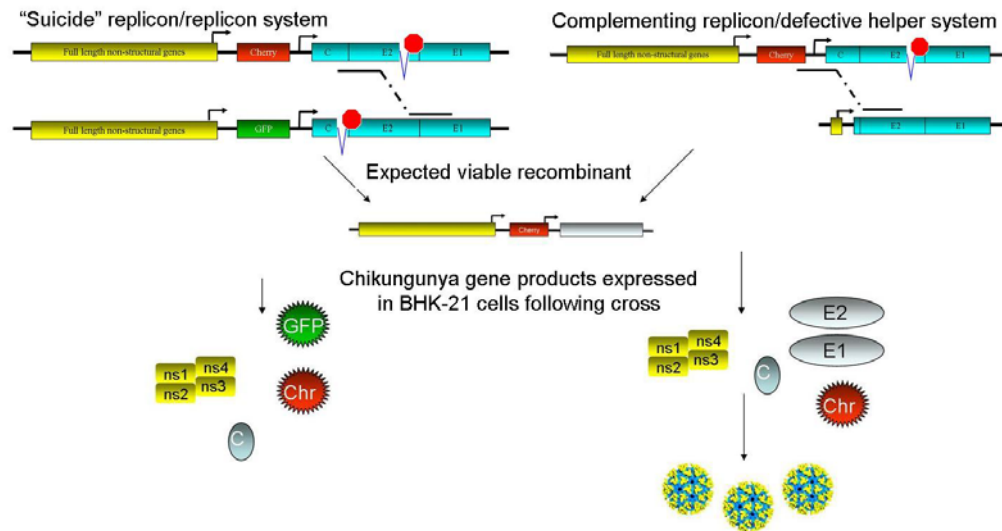 “Suicide” replicon/replicon system
Full length non-structural genes
Cherry
C
E2
E1
Full length non-structural genes
GFP
C
E2
E1
Complementing replicon/defective helper system
Full length non-structural genes
Cherry
C
E2
E1
E2
E1
Expected viable recombinant
Cherry
Chikungunya gene products expressed
in BHK-21 cells following cross
GFP
ns1
ns4
ns2
ns3
Chr
C
ns1
ns4
ns2
ns3
E2
E1
C
Chr